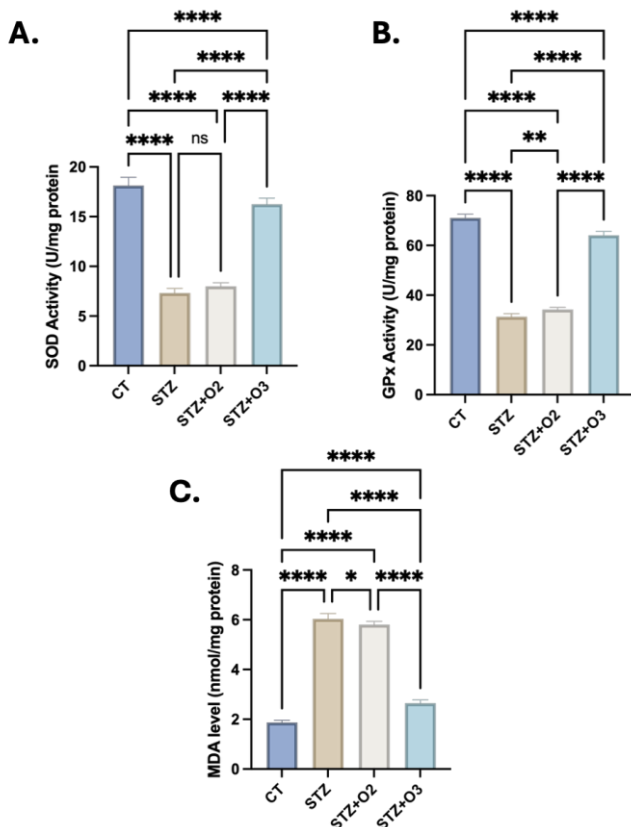 A.
****
****
**** ****
**** ns
SOD Activity (U/mg protein)
20
15
10
5
0
CT
STZ
STZ+O2
STZ+O3
B.
****
****
****
**
**** ****
GPx Activity (U/mg protein)
80
60
40
20
0
CT
STZ
STZ+O2
STZ+O3
C.
****
****
****
**** * ****
MDA level (nmol/mg protein)
8
6
4
2
0
CT
STZ
STZ+O2
STZ+O3